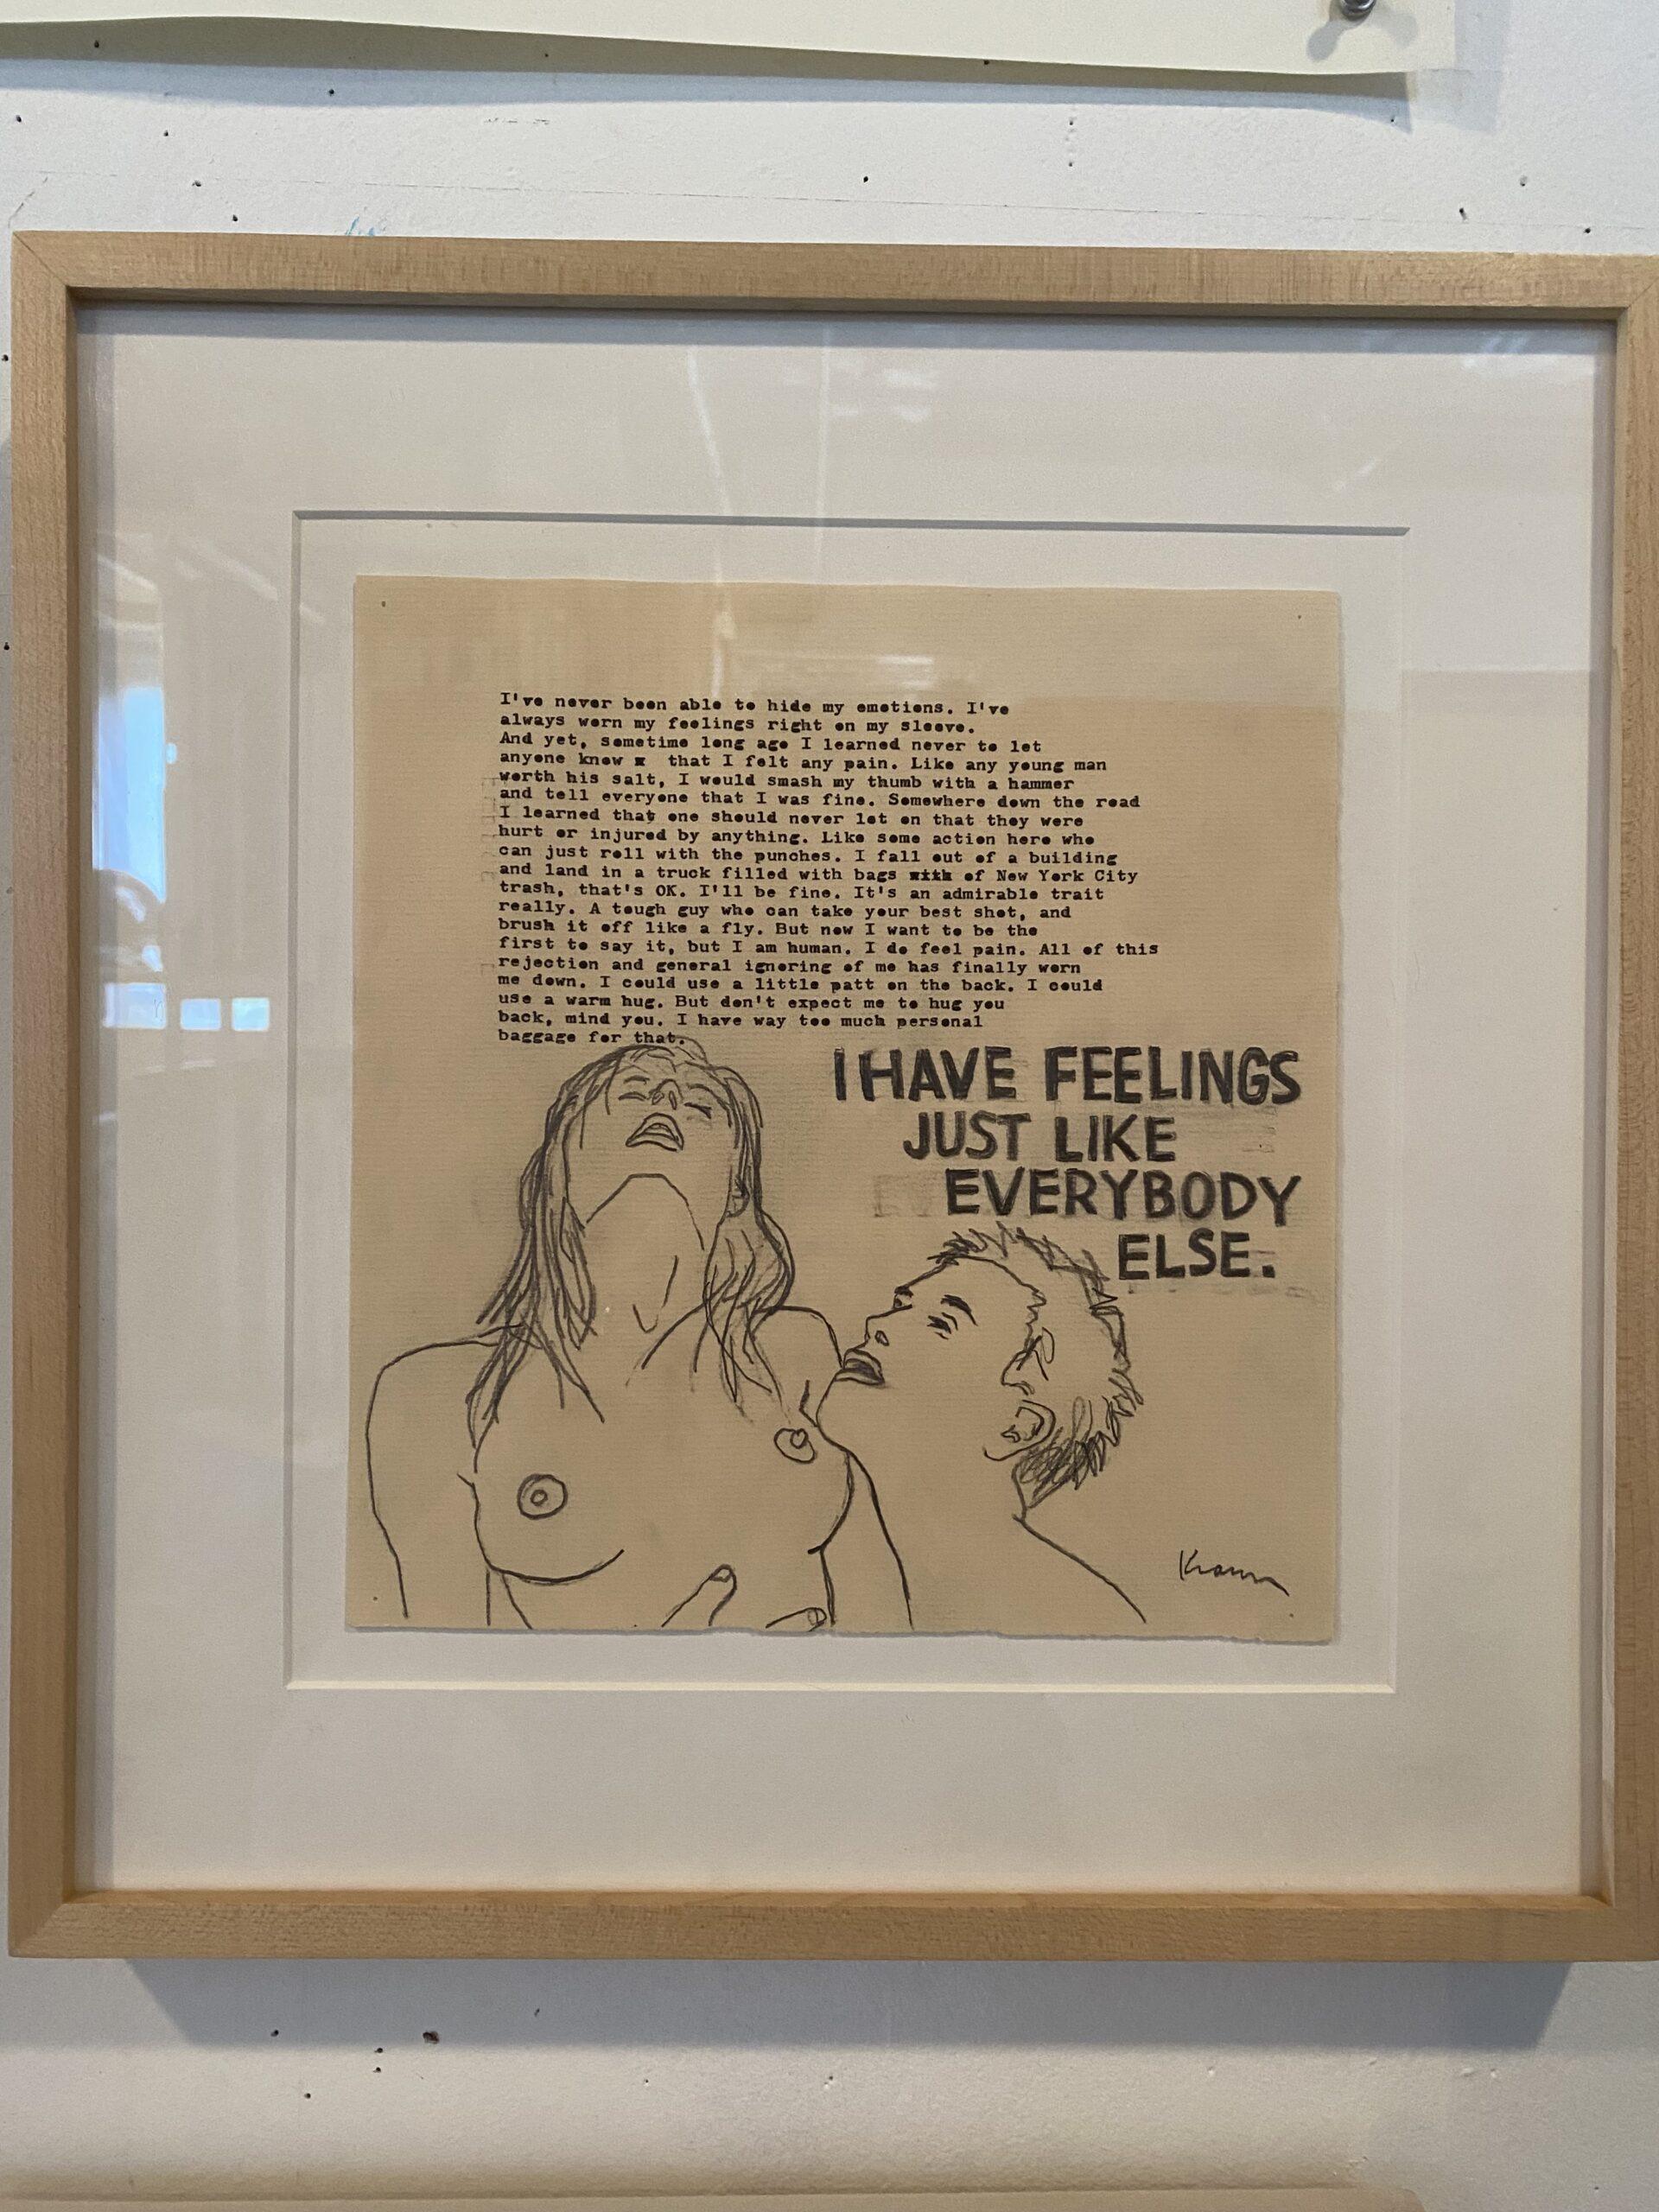 I've never been able to hide my emotions. I've
always worn my feelings right on my sleeve.
And yet, sometime long ago I learned never to let
anyone know x that I felt any pain. Like any young man
worth his salt, I would smash my thumb with a hammer
and tell everyone that I was fine. Somewhere down the road
I learned that one should never let on that they were
hurt or injured by anything. Like some action here who
can just roll with the punches. I fall out of a building
and land in a truck filled with bags of New York City
trash, that's OK. I'll be fine. It's an admirable trait
really. A tough guy who can take your best shot, and
brush it off like a fly. But now I want to be the
first to say it, but I am human. I do feel pain. All of this
rejection and general ignoring of me has finally worn
me down. I could use a little patt on the back. I could
use a warm hug. But don't expect me to hug you
back, mind you. I have way too much personal
baggage for that.
I HAVE FEELINGS
JUST LIKE
EVERYBODY
ELSE.